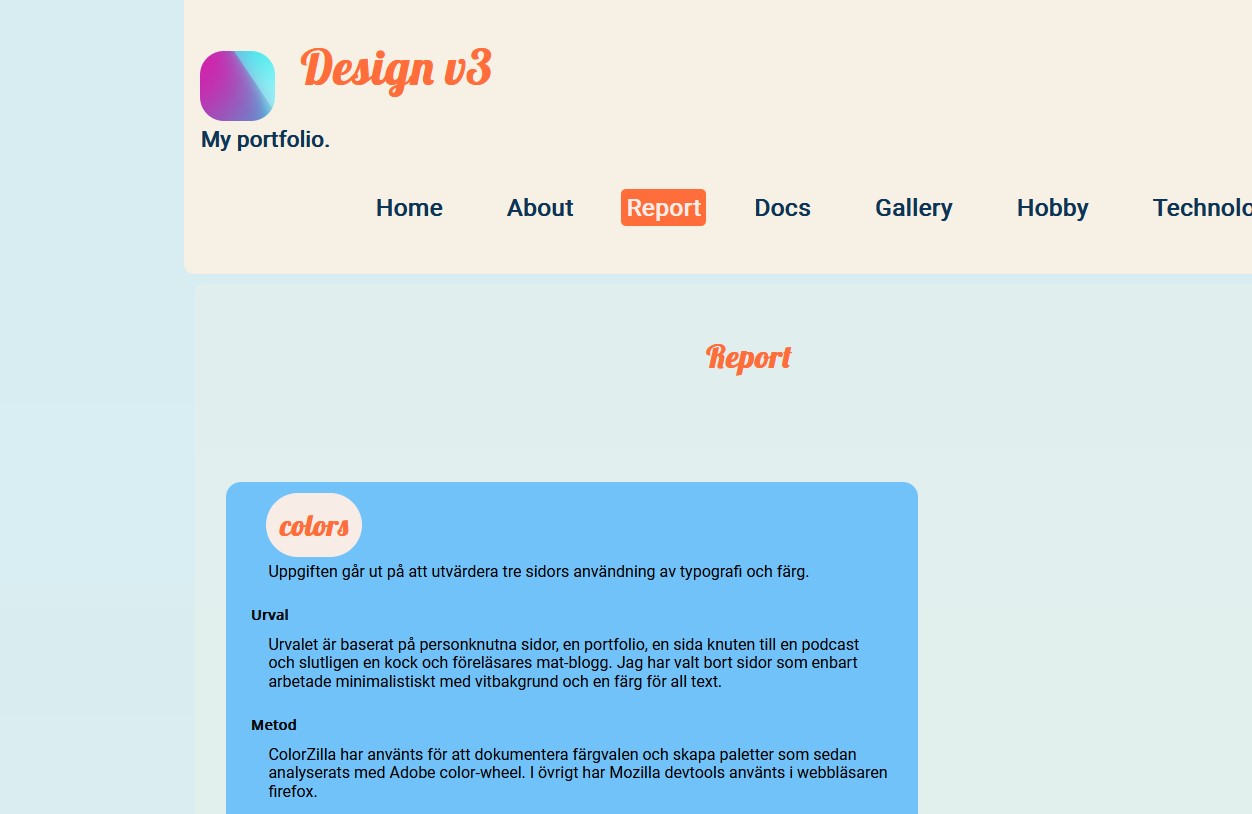 Design v3
My portfolio.
Home About Report Docs Gallery Hobby Technolo
Report
colors
Uppgiften går ut på att utvärdera tre sidors användning av typografi och färg.
Urval
Urvalet är baserat på personknutna sidor, en portfolio, en sida knuten till en podcast
och slutligen en kock och föreläsares mat-blogg. Jag har valt bort sidor som enbart
arbetade minimalistiskt med vitbakgrund och en färg för all text.
Metod
ColorZilla har använts för att dokumentera färgvalen och skapa paletter som sedan
analyserats med Adobe color-wheel. I övrigt har Mozilla devtools använts i webbläsaren
firefox.